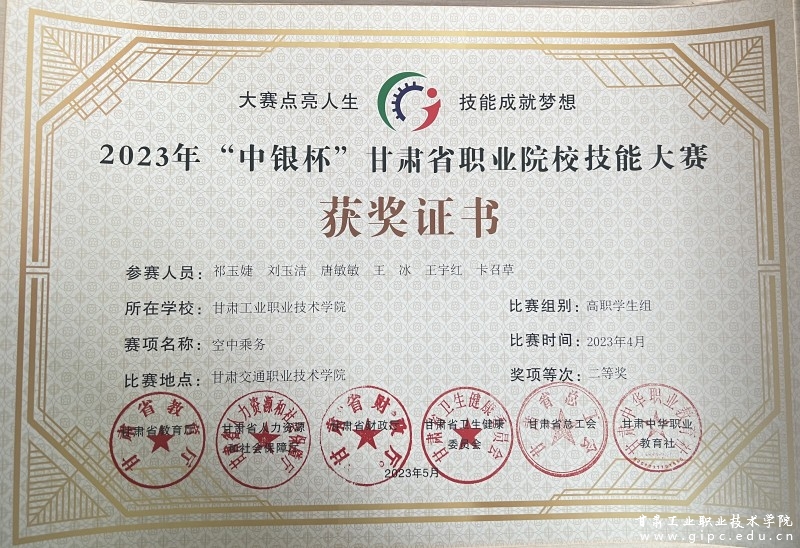 大赛点亮人生 技能成就梦想
2023年“中银杯”甘肃省职业院校技能大赛
获奖证书
参赛人员：祁玉婕 刘玉洁 唐敏敏 王 冰 王宇红 卡召草
所在学校：甘肃工业职业技术学院 比赛组别：高职学生组
赛项名称：空中乘务 比赛时间：2023年4月
比赛地点：甘肃交通职业技术学院 奖项等次：二等奖
甘肃省教育厅 甘肃省人力资源 甘肃省财政厅 甘肃省卫生健康 甘肃省总工会 甘肃中华职业
社会保障厅 委员会 教育社
2023年5月
甘肃工业职业技术学院
www.gipc.edu.cn